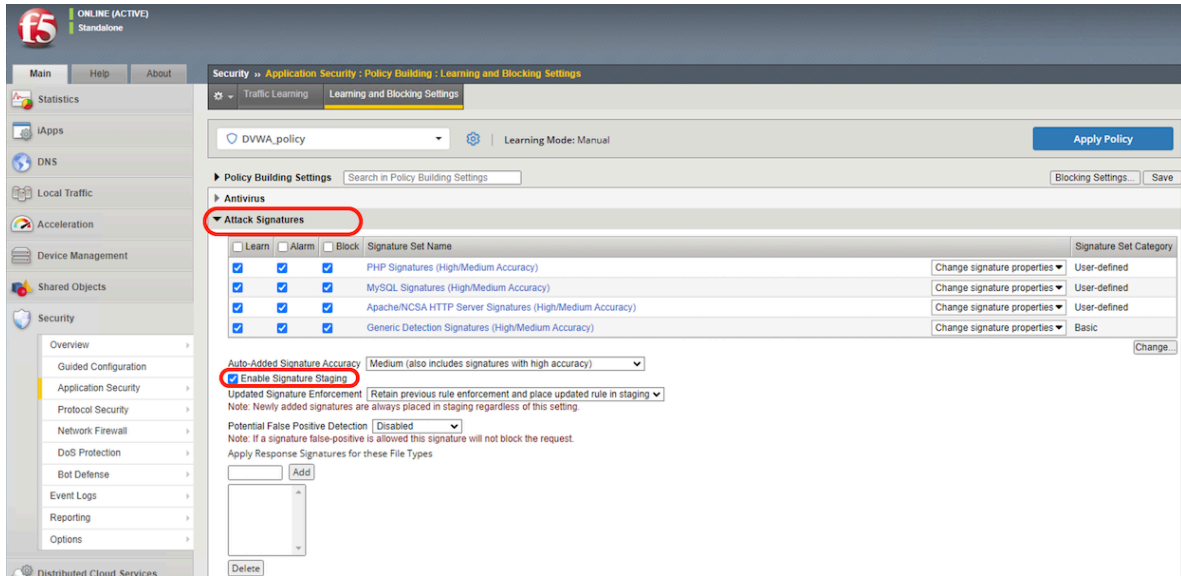 f5
ONLINE (ACTIVE)
Standalone
Main Help About
Security ›› Application Security : Policy Building : Learning and Blocking Settings
Statistics
iApps
DNS
Local Traffic
Acceleration
Device Management
Shared Objects
Security
Overview
Guided Configuration
Application Security
Protocol Security
Network Firewall
DoS Protection
Bot Defense
Event Logs
Reporting
Options
Distributed Cloud Services
Traffic Learning Learning and Blocking Settings
DVWA_policy Learning Mode: Manual Apply Policy
Policy Building Settings Search in Policy Building Settings Blocking Settings... Save
Antivirus
Attack Signatures
Learn Alarm Block Signature Set Name Signature Set Category
PHP Signatures (High/Medium Accuracy) Change signature properties User-defined
MySQL Signatures (High/Medium Accuracy) Change signature properties User-defined
Apache/NCSA HTTP Server Signatures (High/Medium Accuracy) Change signature properties User-defined
Generic Detection Signatures (High/Medium Accuracy) Change signature properties Basic
Change...
Auto-Added Signature Accuracy Medium (also includes signatures with high accuracy)
Enable Signature Staging
Updated Signature Enforcement Retain previous rule enforcement and place updated rule in staging
Note: Newly added signatures are always placed in staging regardless of this setting.
Potential False Positive Detection Disabled
Note: If a signature false-positive is allowed this signature will not block the request.
Apply Response Signatures for these File Types
Add
Delete